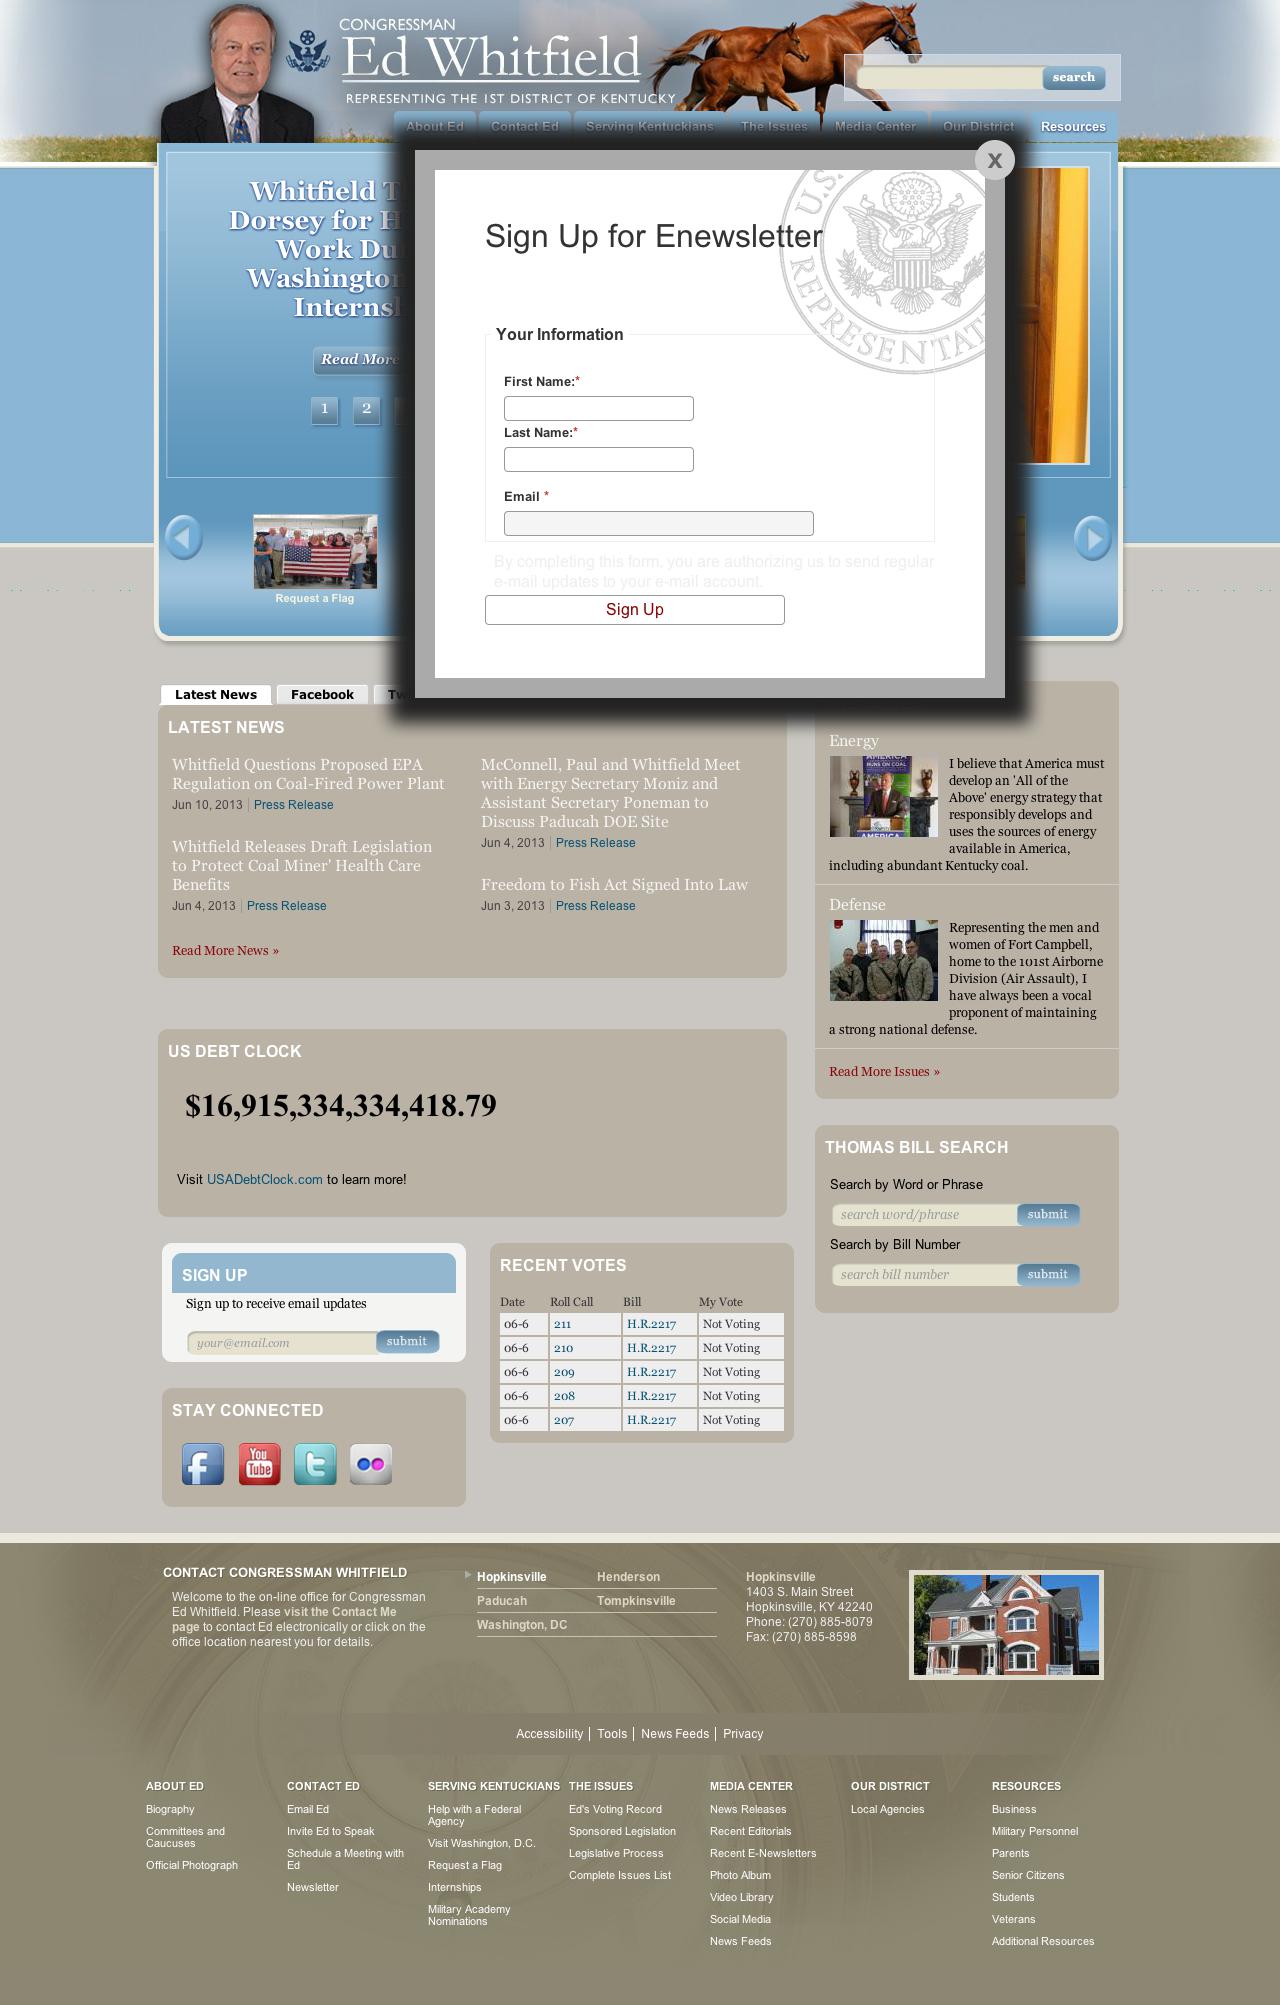 CONGRESSMAN
Ed Whitfield
REPRESENTING THE 1ST DISTRICT OF KENTUCKY
search
About Ed
Contact Ed
Serving Kentuckians
The Issues
Media Center
Our District
Resources
Whitfield
Dorsey for
Work
Washington
Read More
1 2
Request a Flag
x
U.S.
REPRESENTAT
Sign Up for Enewsletter
Your Information
First Name:*
Last Name:*
Email *
By completing this form, you are authorizing us to send regular
e-mail updates to your e-mail account.
Sign Up
Latest News
Facebook
LATEST NEWS
Whitfield Questions Proposed EPA
Regulation on Coal-Fired Power Plant
Jun 10, 2013 | Press Release
Whitfield Releases Draft Legislation
to Protect Coal Miner' Health Care
Benefits
Jun 4, 2013 | Press Release
McConnell, Paul and Whitfield Meet
with Energy Secretary Moniz and
Assistant Secretary Poneman to
Discuss Paducah DOE Site
Jun 4, 2013 | Press Release
Freedom to Fish Act Signed Into Law
Jun 3, 2013 | Press Release
Read More News »
Energy
AMERICA
RUNS ON COAL
AMERICA
I believe that America must
develop an 'All of the
Above' energy strategy that
responsibly develops and
uses the sources of energy
available in America,
including abundant Kentucky coal.
Defense
Representing the men and
women of Fort Campbell,
home to the 101st Airborne
Division (Air Assault), I
have always been a vocal
proponent of maintaining
a strong national defense.
Read More Issues »
US DEBT CLOCK
$16,915,334,334,418.79
Visit USADebtClock.com to learn more!
THOMAS BILL SEARCH
Search by Word or Phrase
search word/phrase submit
Search by Bill Number
search bill number submit
SIGN UP
Sign up to receive email updates
your@email.com submit
STAY CONNECTED
f
You
Tube
t
RECENT VOTES
Date Roll Call Bill My Vote
06-6 211 H.R.2217 Not Voting
06-6 210 H.R.2217 Not Voting
06-6 209 H.R.2217 Not Voting
06-6 208 H.R.2217 Not Voting
06-6 207 H.R.2217 Not Voting
CONTACT CONGRESSMAN WHITFIELD
Welcome to the on-line office for Congressman
Ed Whitfield. Please visit the Contact Me
page to contact Ed electronically or click on the
office location nearest you for details.
Hopkinsville Henderson
Paducah Tompkinsville
Washington, DC
Hopkinsville
1403 S. Main Street
Hopkinsville, KY 42240
Phone: (270) 885-8079
Fax: (270) 885-8598
Accessibility | Tools | News Feeds | Privacy
ABOUT ED
Biography
Committees and
Caucuses
Official Photograph
CONTACT ED
Email Ed
Invite Ed to Speak
Schedule a Meeting with
Ed
Newsletter
SERVING KENTUCKIANS
Help with a Federal
Agency
Visit Washington, D.C.
Request a Flag
Internships
Military Academy
Nominations
THE ISSUES
Ed's Voting Record
Sponsored Legislation
Legislative Process
Complete Issues List
MEDIA CENTER
News Releases
Recent Editorials
Recent E-Newsletters
Photo Album
Video Library
Social Media
News Feeds
OUR DISTRICT
Local Agencies
RESOURCES
Business
Military Personnel
Parents
Senior Citizens
Students
Veterans
Additional Resources